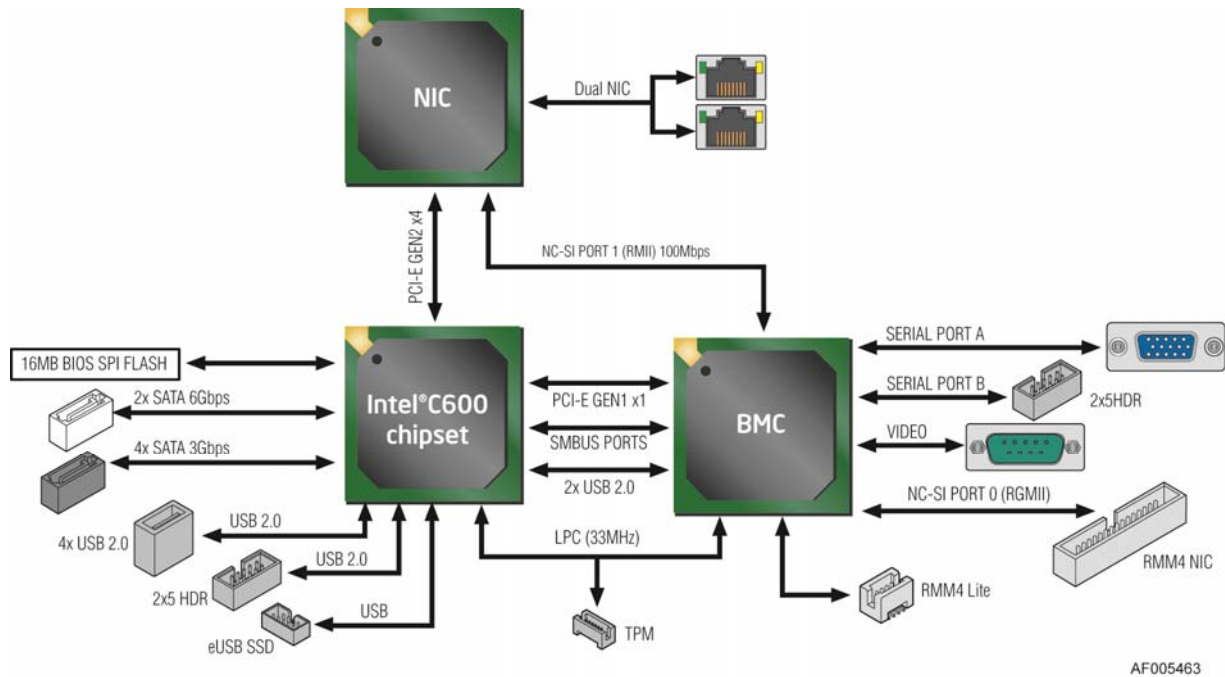 NIC
Dual NIC
PCI-E GEN2 x4
NC-SI PORT 1 (RMII) 100Mbps
16MB BIOS SPI FLASH
2x SATA 6Gbps
4x SATA 3Gbps
Intel®C600
chipset
PCI-E GEN1 x1
SMBUS PORTS
2x USB 2.0
BMC
SERIAL PORT A
SERIAL PORT B
2x5HDR
VIDEO
NC-SI PORT 0 (RGMII)
RMM4 NIC
USB 2.0
4x USB 2.0
USB 2.0
2x5 HDR
USB
eUSB SSD
LPC (33MHz)
TPM
RMM4 Lite
AF005463